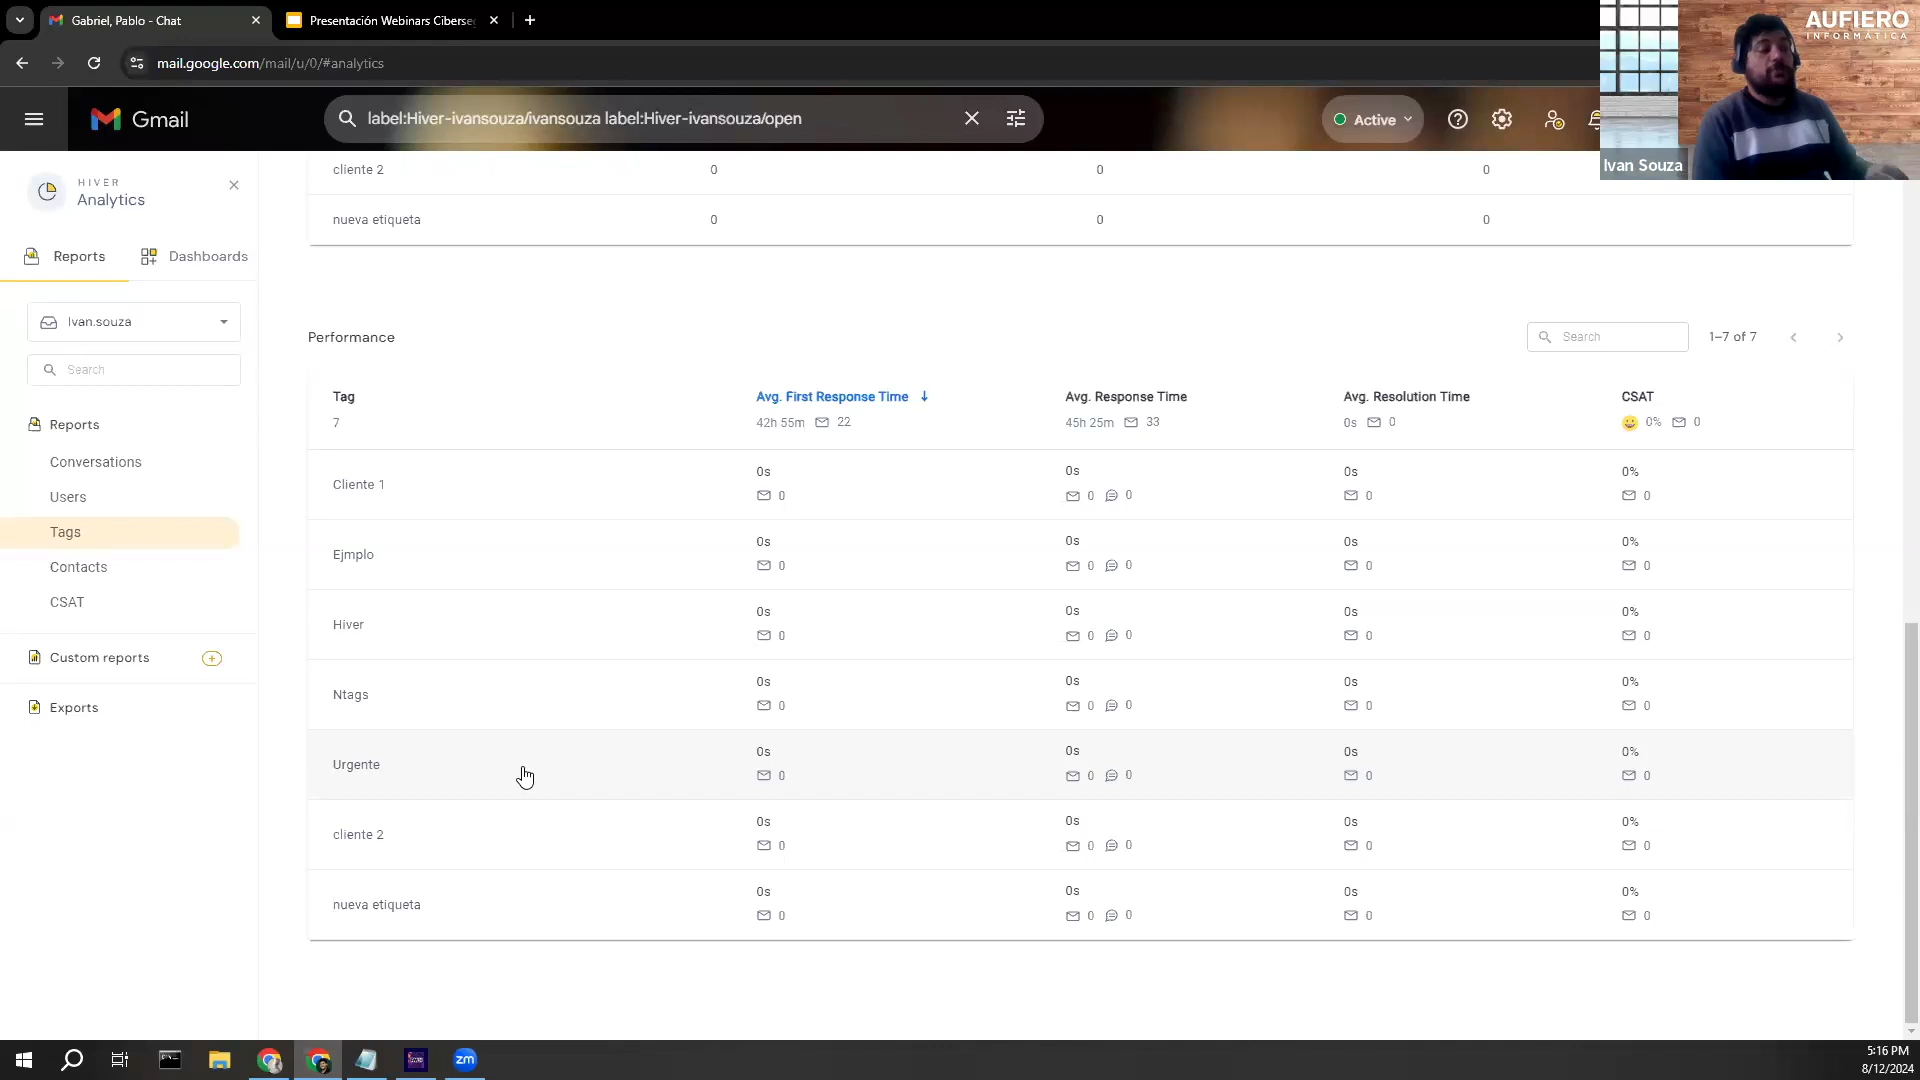 Gabriel, Pablo - Chat
Presentación Webinars Ciberse
mail.google.com/mail/u/0/#analytics
AUFIERO
INFORMÁTICA
Ivan Souza
Gmail
label:Hiver-ivansouza/ivansouza label:Hiver-ivansouza/open
Active
HIVER
Analytics
Reports
Dashboards
Ivan.souza
Search
Reports
Conversations
Users
Tags
Contacts
CSAT
Custom reports
Exports
cliente 2 0 0 0
nueva etiqueta 0 0 0
Performance
Search
1–7 of 7
Tag Avg. First Response Time Avg. Response Time Avg. Resolution Time CSAT
7 42h 55m 22 45h 25m 33 0s 0 0% 0
0s 0s 0s 0%
Cliente 1
0 0 0 0 0
0s 0s 0s 0%
Ejmplo
0 0 0 0 0
0s 0s 0s 0%
Hiver
0 0 0 0 0
0s 0s 0s 0%
Ntags
0 0 0 0 0
0s 0s 0s 0%
Urgente
0 0 0 0 0
0s 0s 0s 0%
cliente 2
0 0 0 0 0
0s 0s 0s 0%
nueva etiqueta
0 0 0 0 0
zm
5:16 PM
8/12/2024